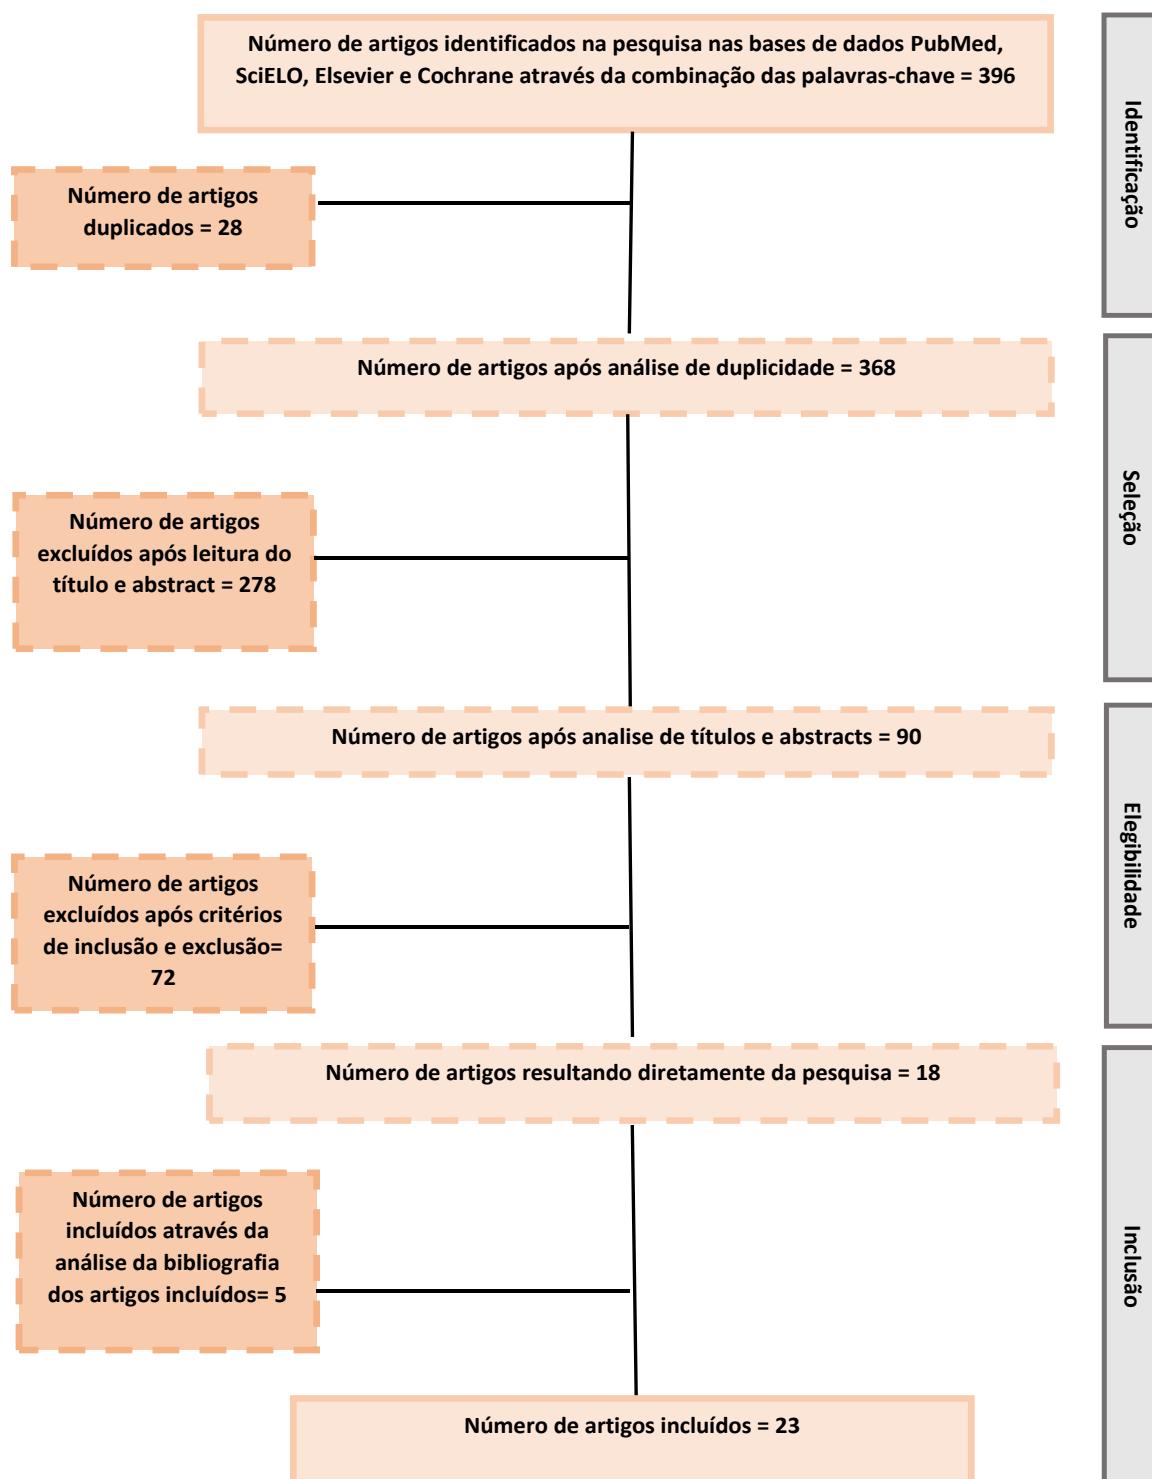 Número de artigos identificados na pesquisa nas bases de dados PubMed,
SciELO, Elsevier e Cochrane através da combinação das palavras-chave = 396
Identificação
Número de artigos
duplicados = 28
Número de artigos após análise de duplicidade = 368
Seleção
Número de artigos
excluídos após leitura do
título e abstract = 278
Número de artigos após analise de títulos e abstracts = 90
Elegibilidade
Número de artigos
excluídos após critérios
de inclusão e exclusão=
72
Número de artigos resultando diretamente da pesquisa = 18
Inclusão
Número de artigos
incluídos através da
análise da bibliografia
dos artigos incluídos= 5
Número de artigos incluídos = 23